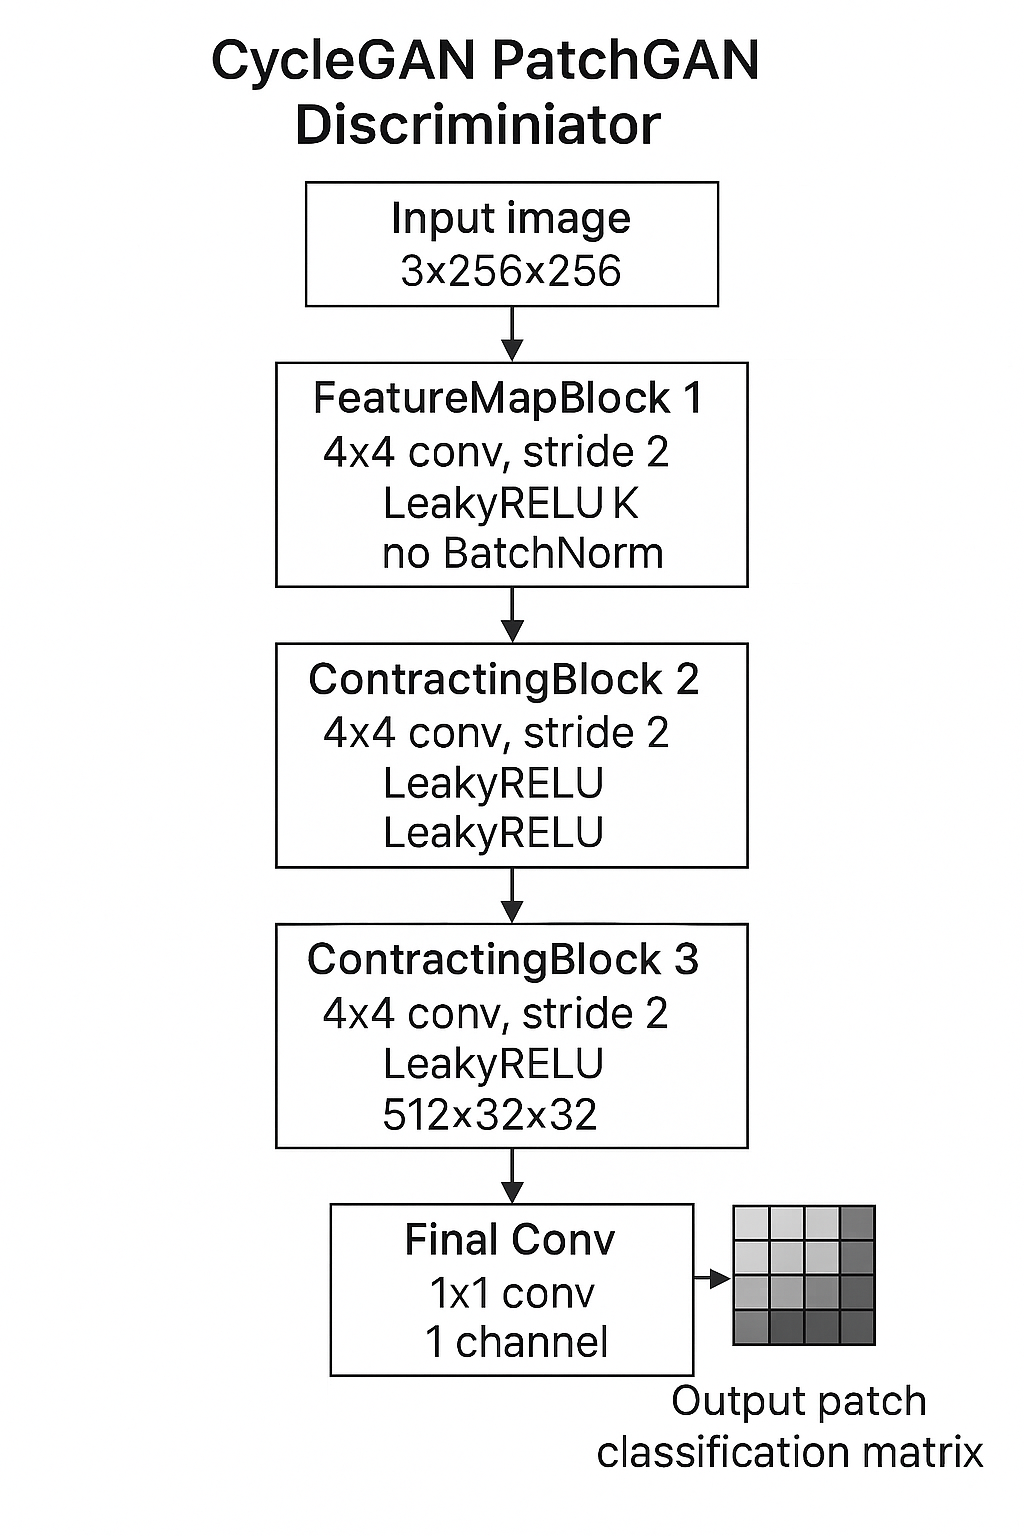 CycleGAN PatchGAN
Discriminiator
Input image
3x256x256
FeatureMapBlock 1
4x4 conv, stride 2
LeakyRELU K
no BatchNorm
ContractingBlock 2
4x4 conv, stride 2
LeakyRELU
LeakyRELU
ContractingBlock 3
4x4 conv, stride 2
LeakyRELU
512x32x32
Final Conv
1x1 conv
1 channel
Output patch
classification matrix